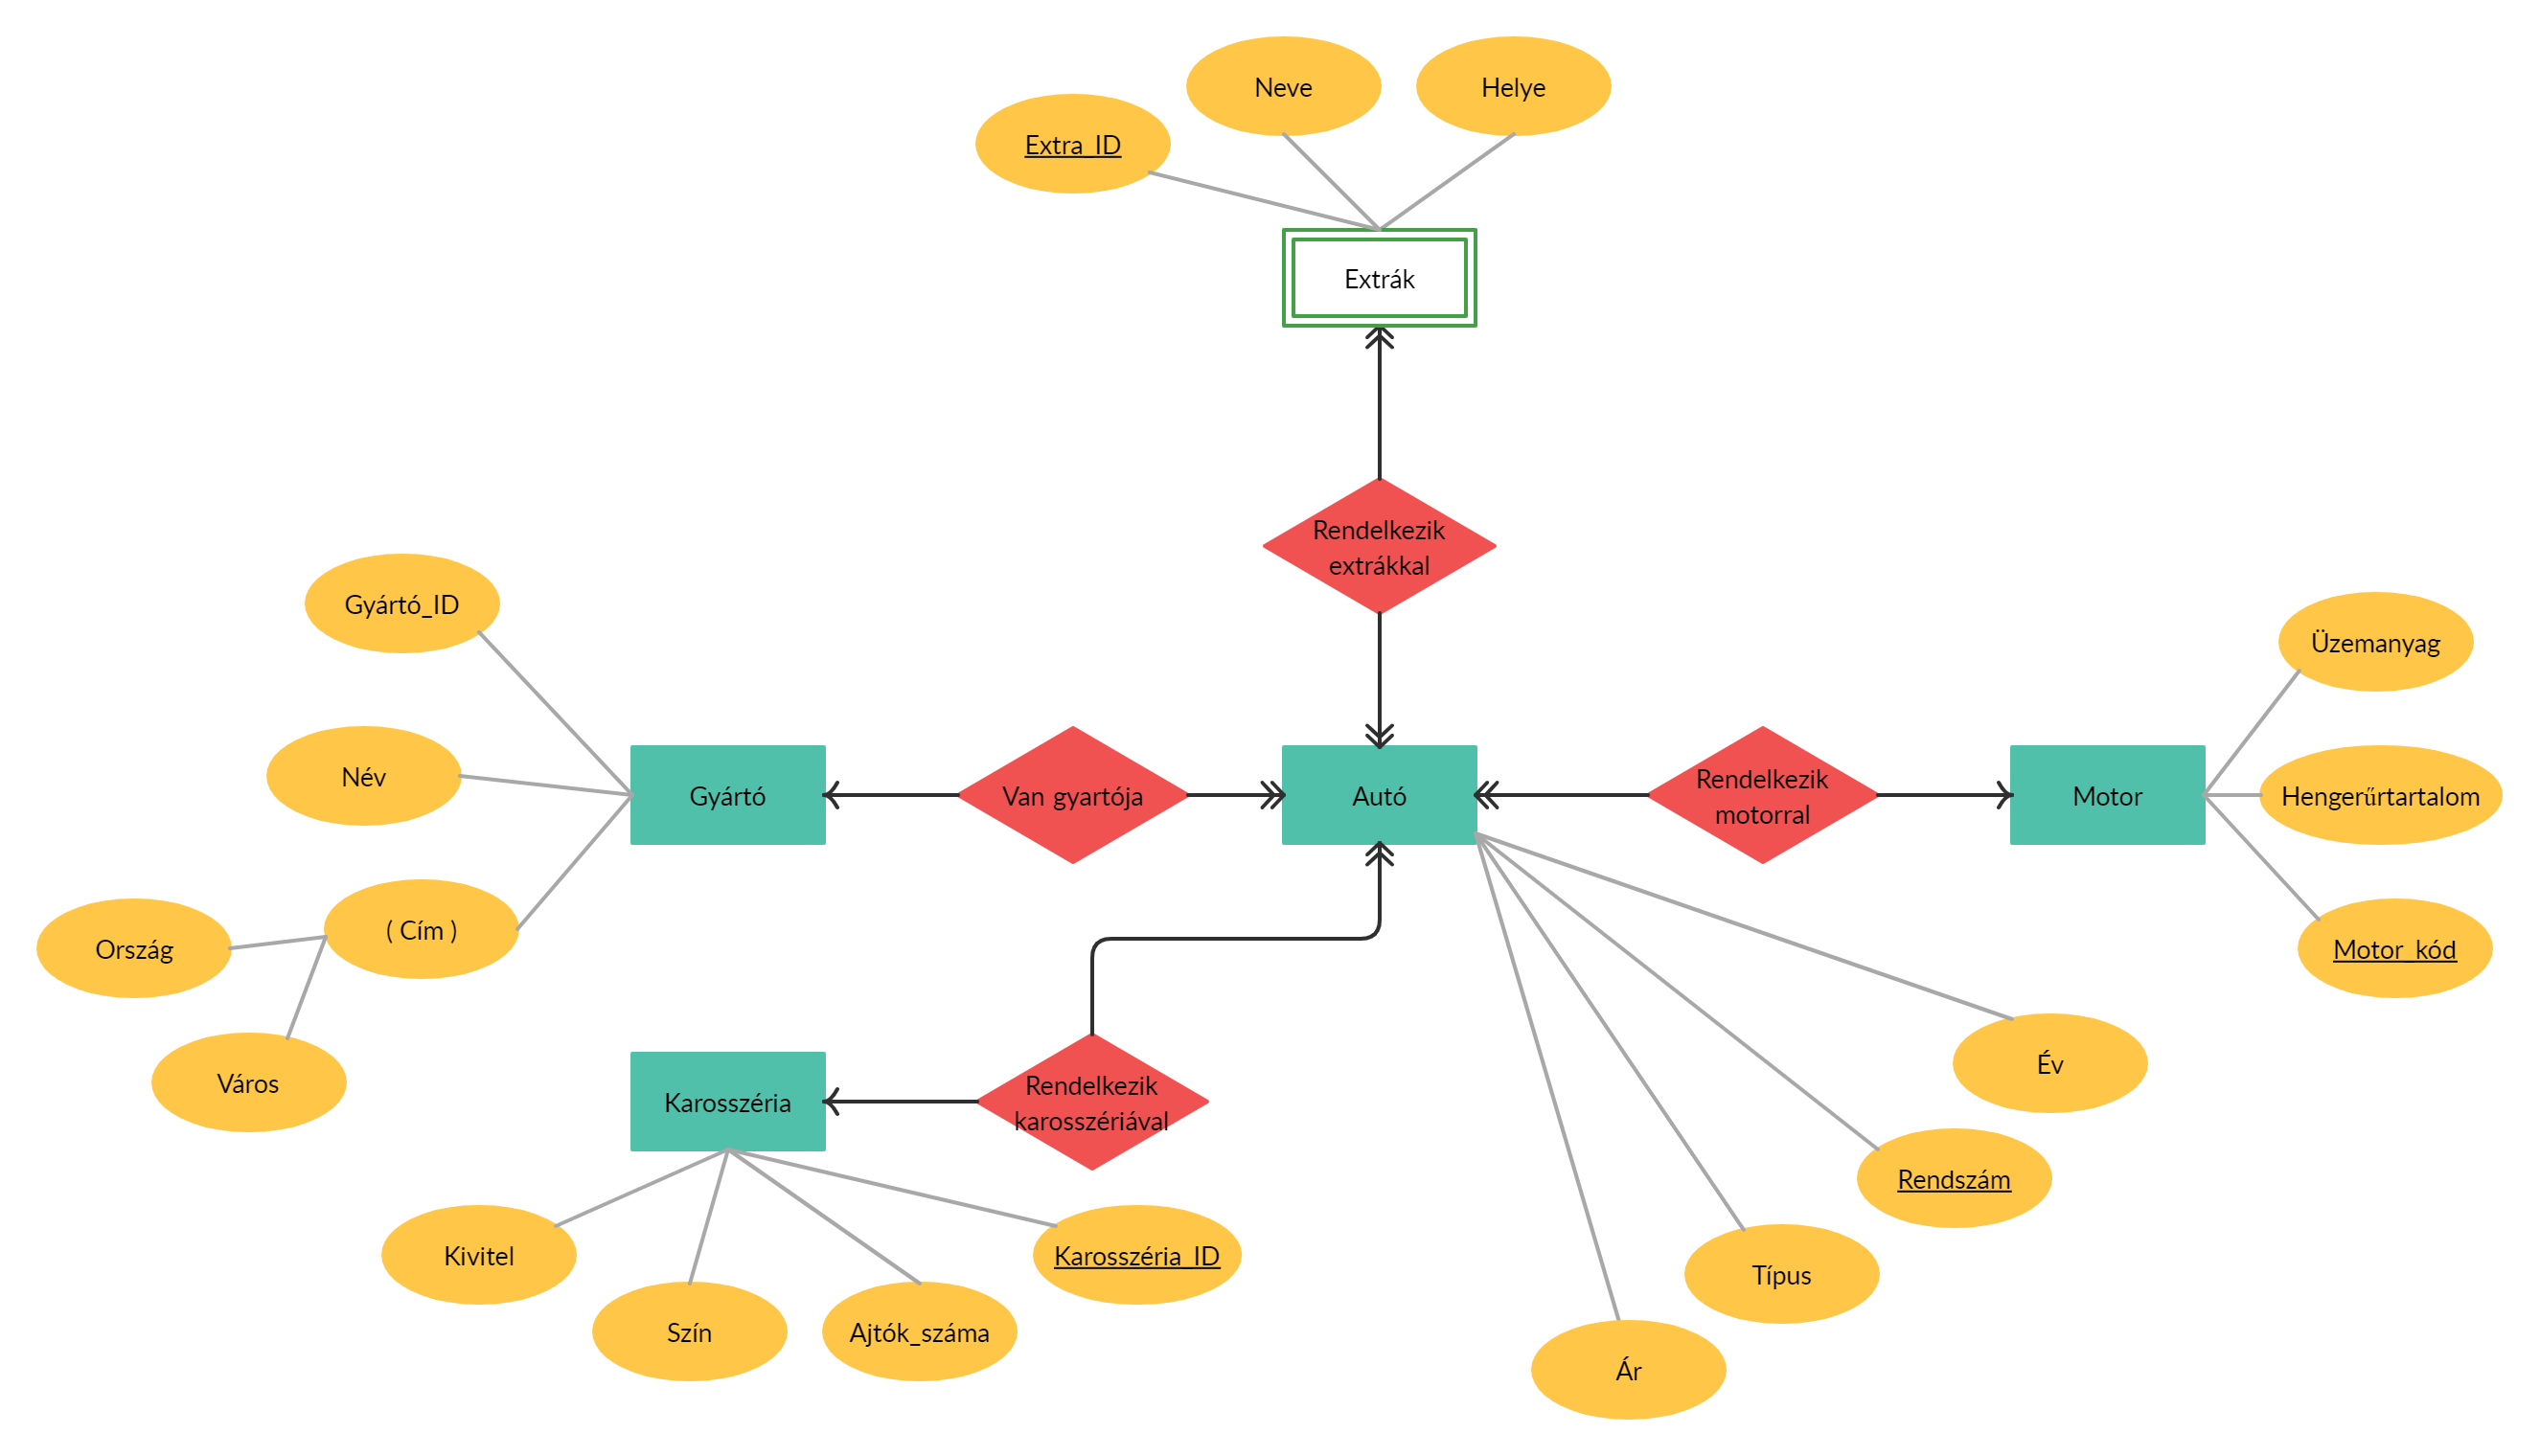 Neve
Helye
Extra_ID
Extrák
Rendelkezik
extrákkal
Gyártó_ID
Üzemanyag
Név
Gyártó
Van gyartója
Autó
Rendelkezik
motorral
Motor
Hengerűrtartalom
( Cím )
Ország
Motor_kód
Város
Karosszéria
Rendelkezik
karosszériával
Év
Rendszám
Kivitel
Karosszéria_ID
Típus
Szín
Ajtók_száma
Ár